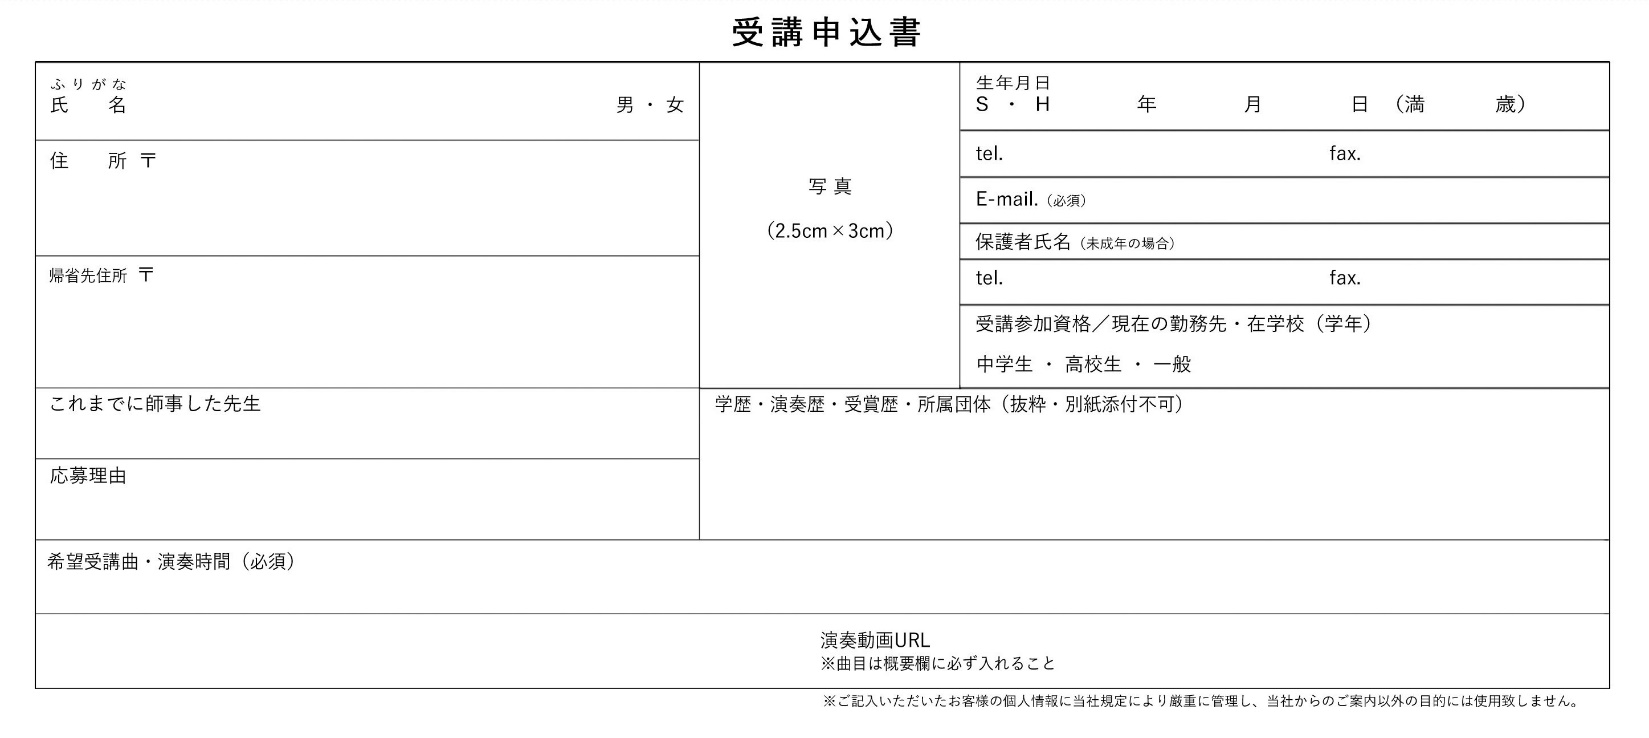 受講申込書
ふりがな
氏　名　男・女
住　所 〒
帰省先住所 〒
写真
(2.5cm×3cm)
生年月日
S ・ H　年　月　日 （満　歳）
tel.　fax.
E-mail.（必須）
保護者氏名（未成年の場合）
tel.　fax.
受講参加資格／現在の勤務先・在学校（学年）
中学生 ・ 高校生 ・ 一般
これまでに師事した先生
応募理由
学歴・演奏歴・受賞歴・所属団体（抜粋・別紙添付不可）
希望受講曲・演奏時間（必須）
演奏動画URL
※曲目は概要欄に必ず入れること
※ご記入いただいたお客様の個人情報に当社規定により厳重に管理し、当社からのご案内以外の目的には使用致しません。